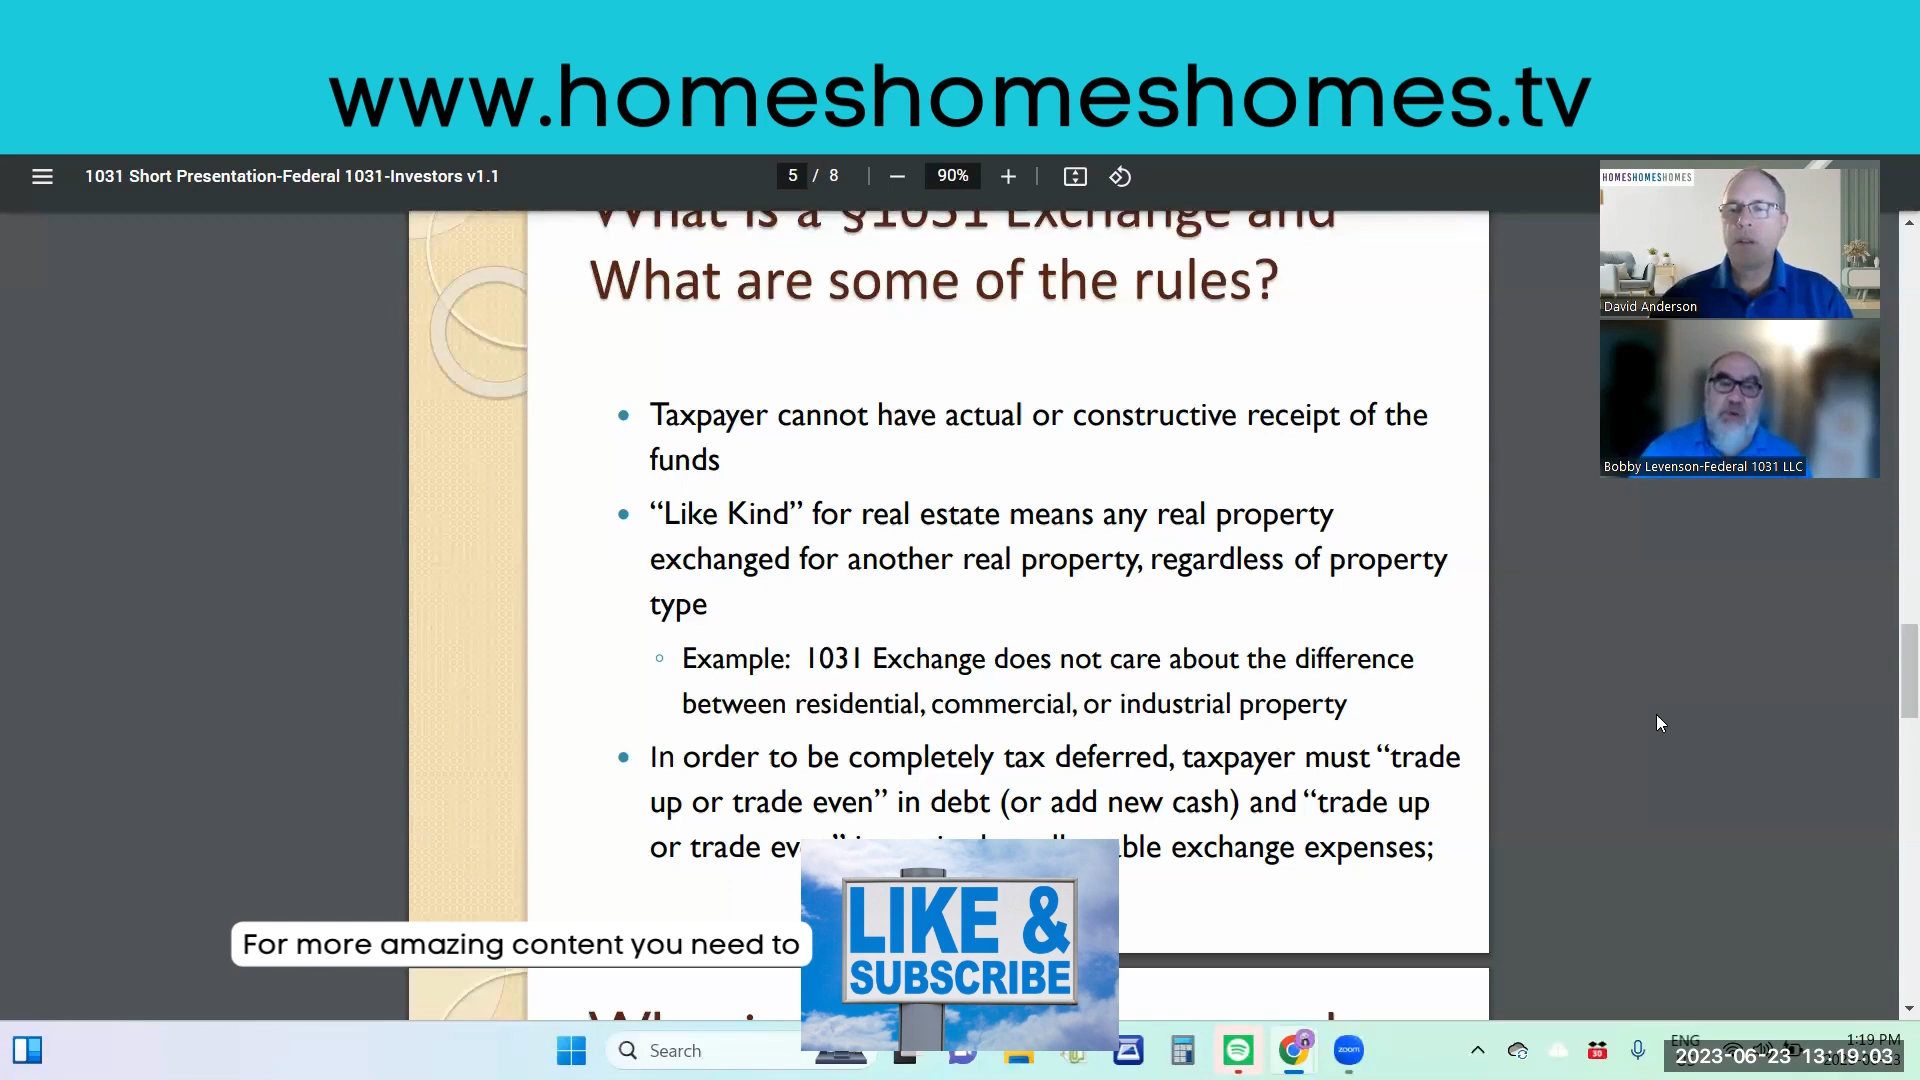 www.homeshomeshomes.tv
1031 Short Presentation-Federal 1031-Investors v1.1
5 / 8
90%
HOMESHOMESHOMES
David Anderson
Bobby Levenson-Federal 1031 LLC
What is a §1031 Exchange and
What are some of the rules?
• Taxpayer cannot have actual or constructive receipt of the
funds
• “Like Kind” for real estate means any real property
exchanged for another real property, regardless of property
type
◦ Example: 1031 Exchange does not care about the difference
between residential, commercial, or industrial property
• In order to be completely tax deferred, taxpayer must “trade
up or trade even” in debt (or add new cash) and “trade up
or trade exchange expenses;
For more amazing content you need to
LIKE &
SUBSCRIBE
Search
zoom
30
ENG
1:19 PM
2023-06-23 13:19:03